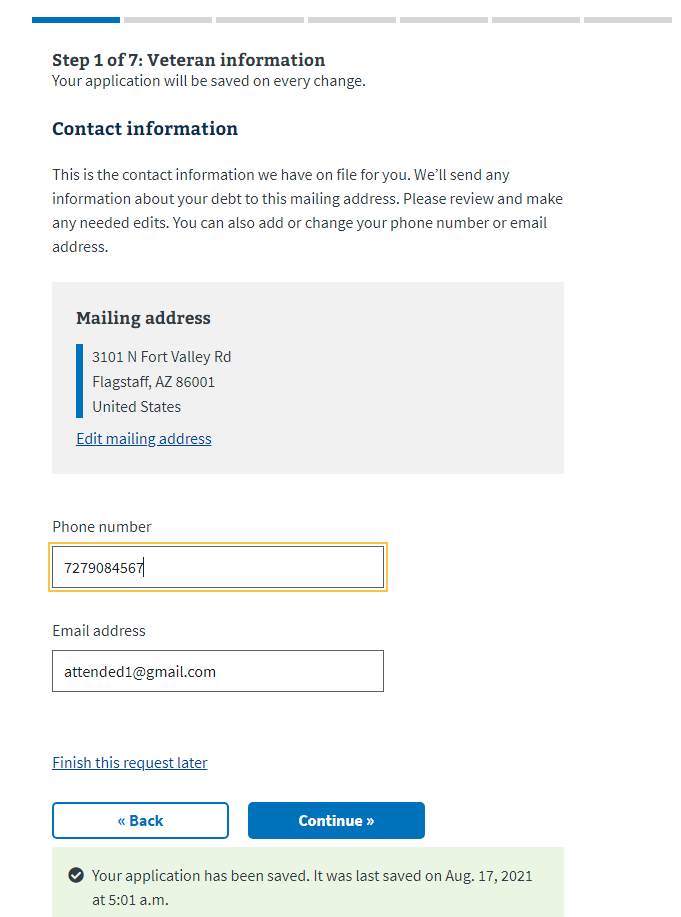 Step 1 of 7: Veteran information
Your application will be saved on every change.
Contact information
This is the contact information we have on file for you. We’ll send any
information about your debt to this mailing address. Please review and make
any needed edits. You can also add or change your phone number or email
address.
Mailing address
3101 N Fort Valley Rd
Flagstaff, AZ 86001
United States
Edit mailing address
Phone number
7279084567
Email address
attended1@gmail.com
Finish this request later
« Back
Continue »
Your application has been saved. It was last saved on Aug. 17, 2021
at 5:01 a.m.